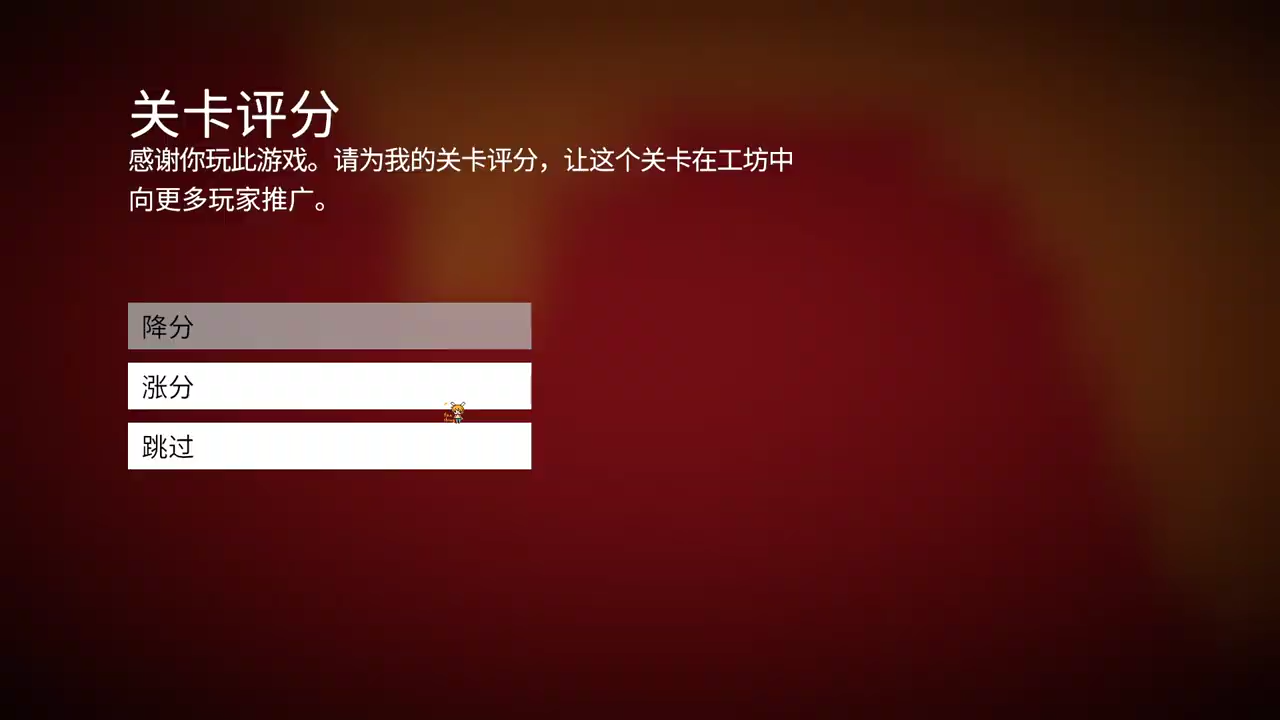 关卡评分
感谢你玩此游戏。请为我的关卡评分，让这个关卡在工坊中
向更多玩家推广。
降分
涨分
跳过